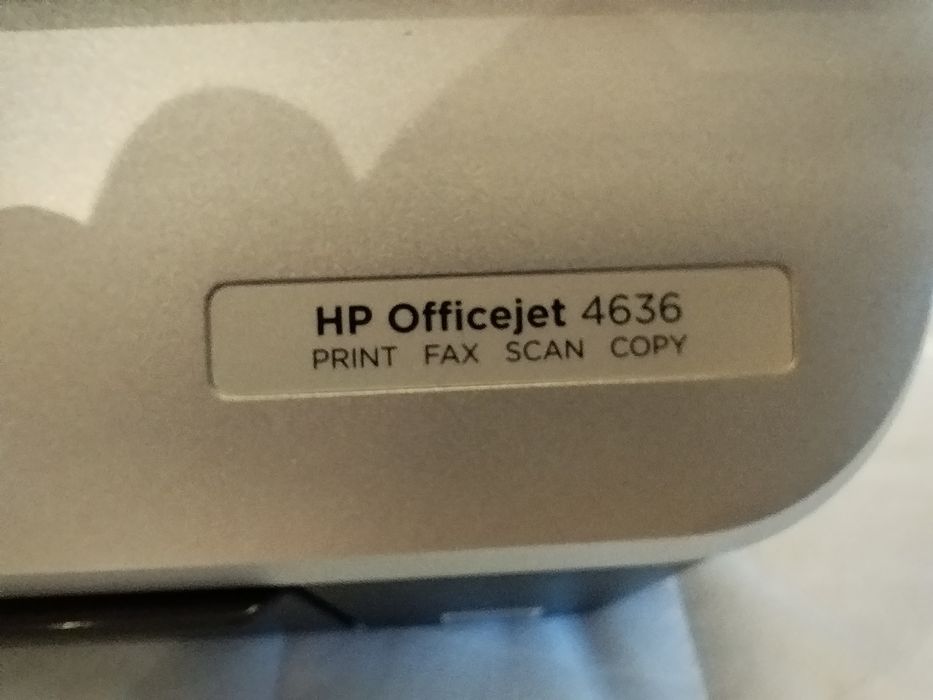 HP Officejet 4636
PRINT FAX SCAN COPY